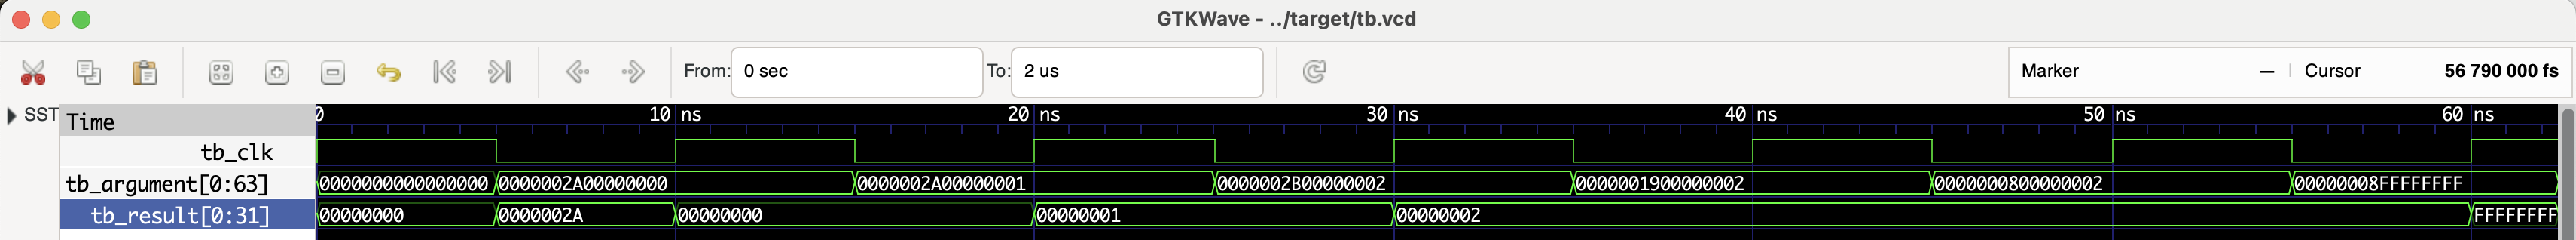 GTKWave - ../target/tb.vcd
From: 0 sec To: 2 us Marker — | Cursor 56 790 000 fs
SST Time 0 10 ns 20 ns 30 ns 40 ns 50 ns 60 ns
tb_clk
tb_argument[0:63] 0000000000000000 0000002A00000000 0000002A00000001 0000002B00000002 0000001900000002 0000000800000002 00000008FFFFFFFF
tb_result[0:31] 00000000 0000002A 00000000 00000001 00000002 FFFFFFFF